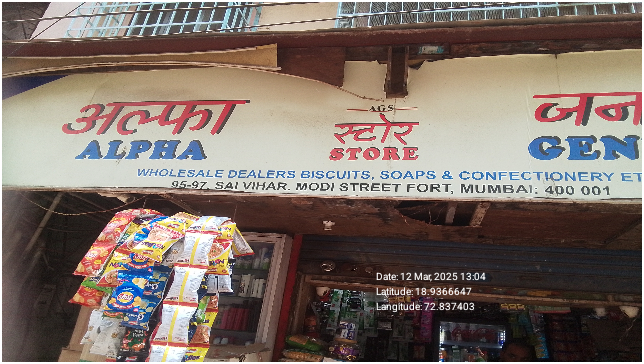 अल्फा
ALPHA
AGS
स्टोर
STORE
जन
GEN
WHOLESALE DEALERS BISCUITS, SOAPS & CONFECTIONERY ET
95-97, SAI VIHAR, MODI STREET FORT, MUMBAI: 400 001
Date: 12 Mar, 2025 13:04
Latitude: 18.9366647
Langitude: 72.837403